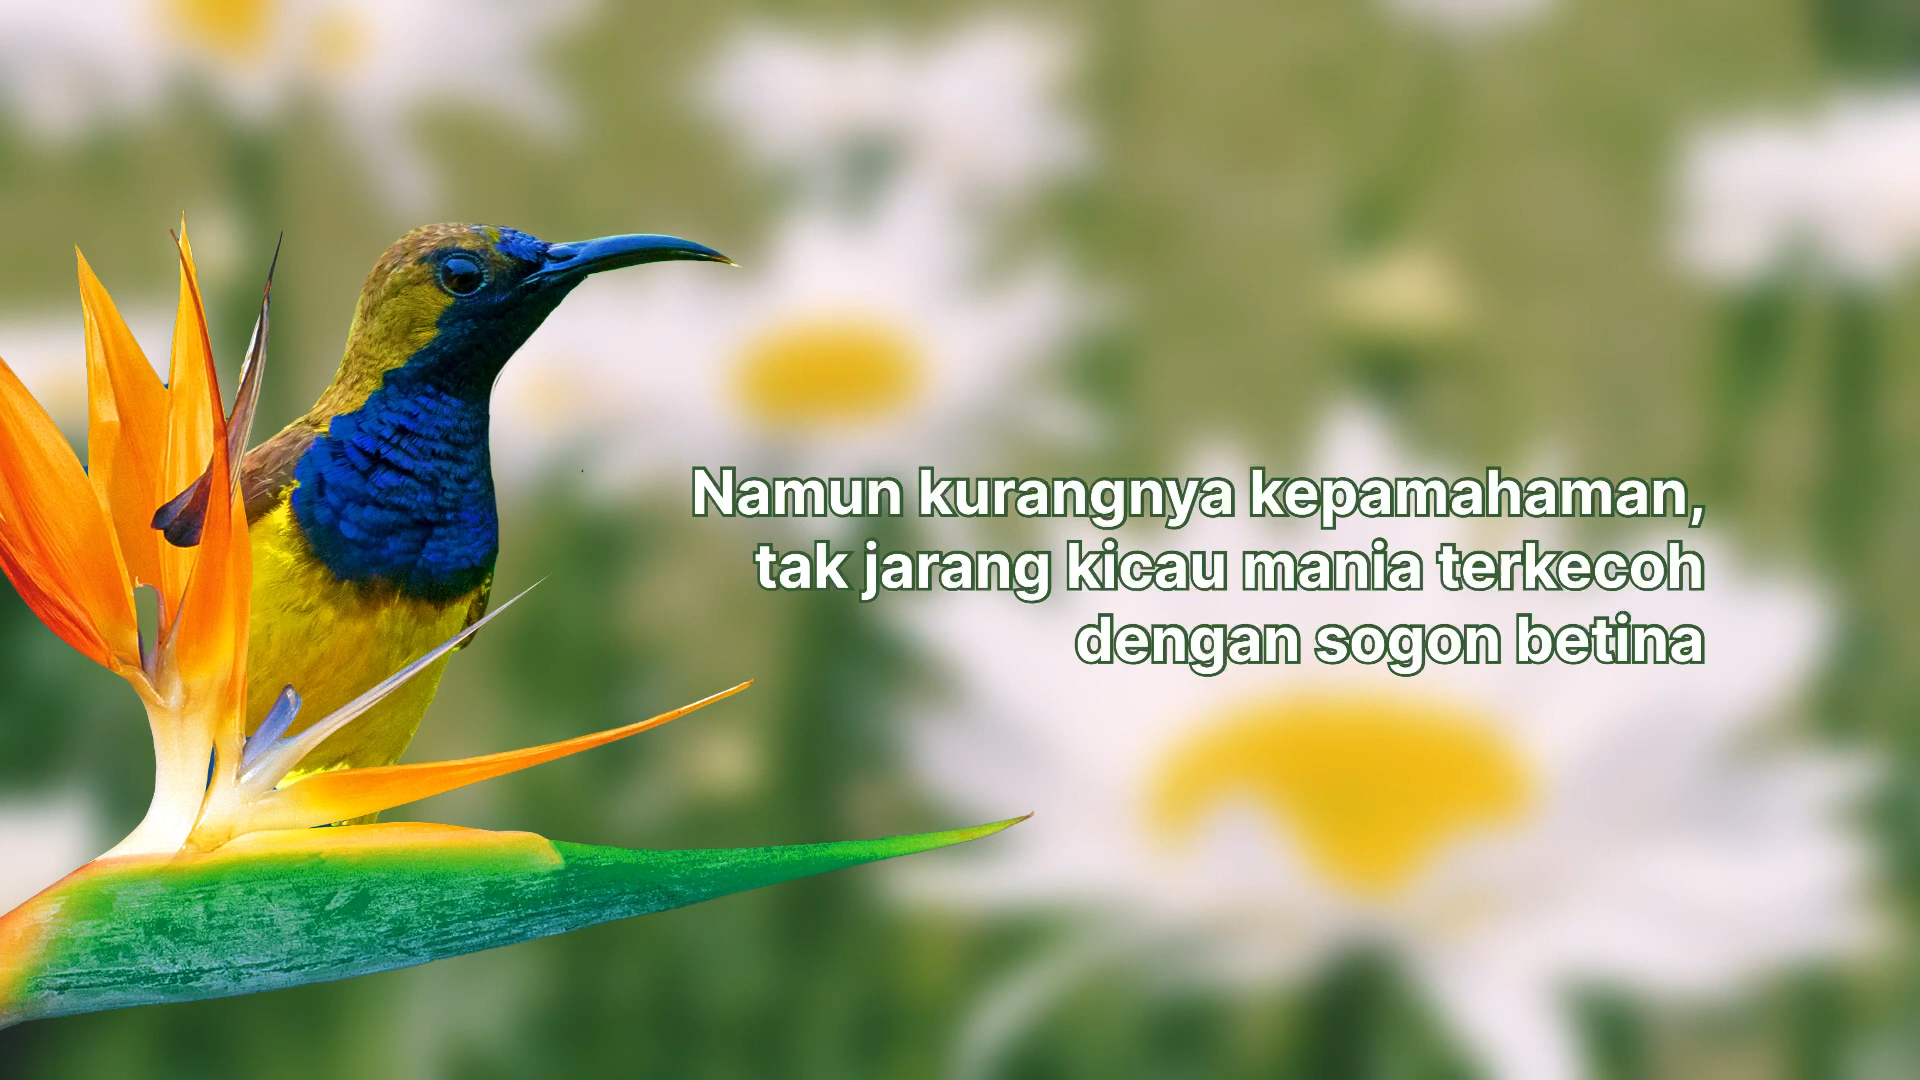 Namun kurangnya kepamahaman,
tak jarang kicau mania terkecoh
dengan sogon betina